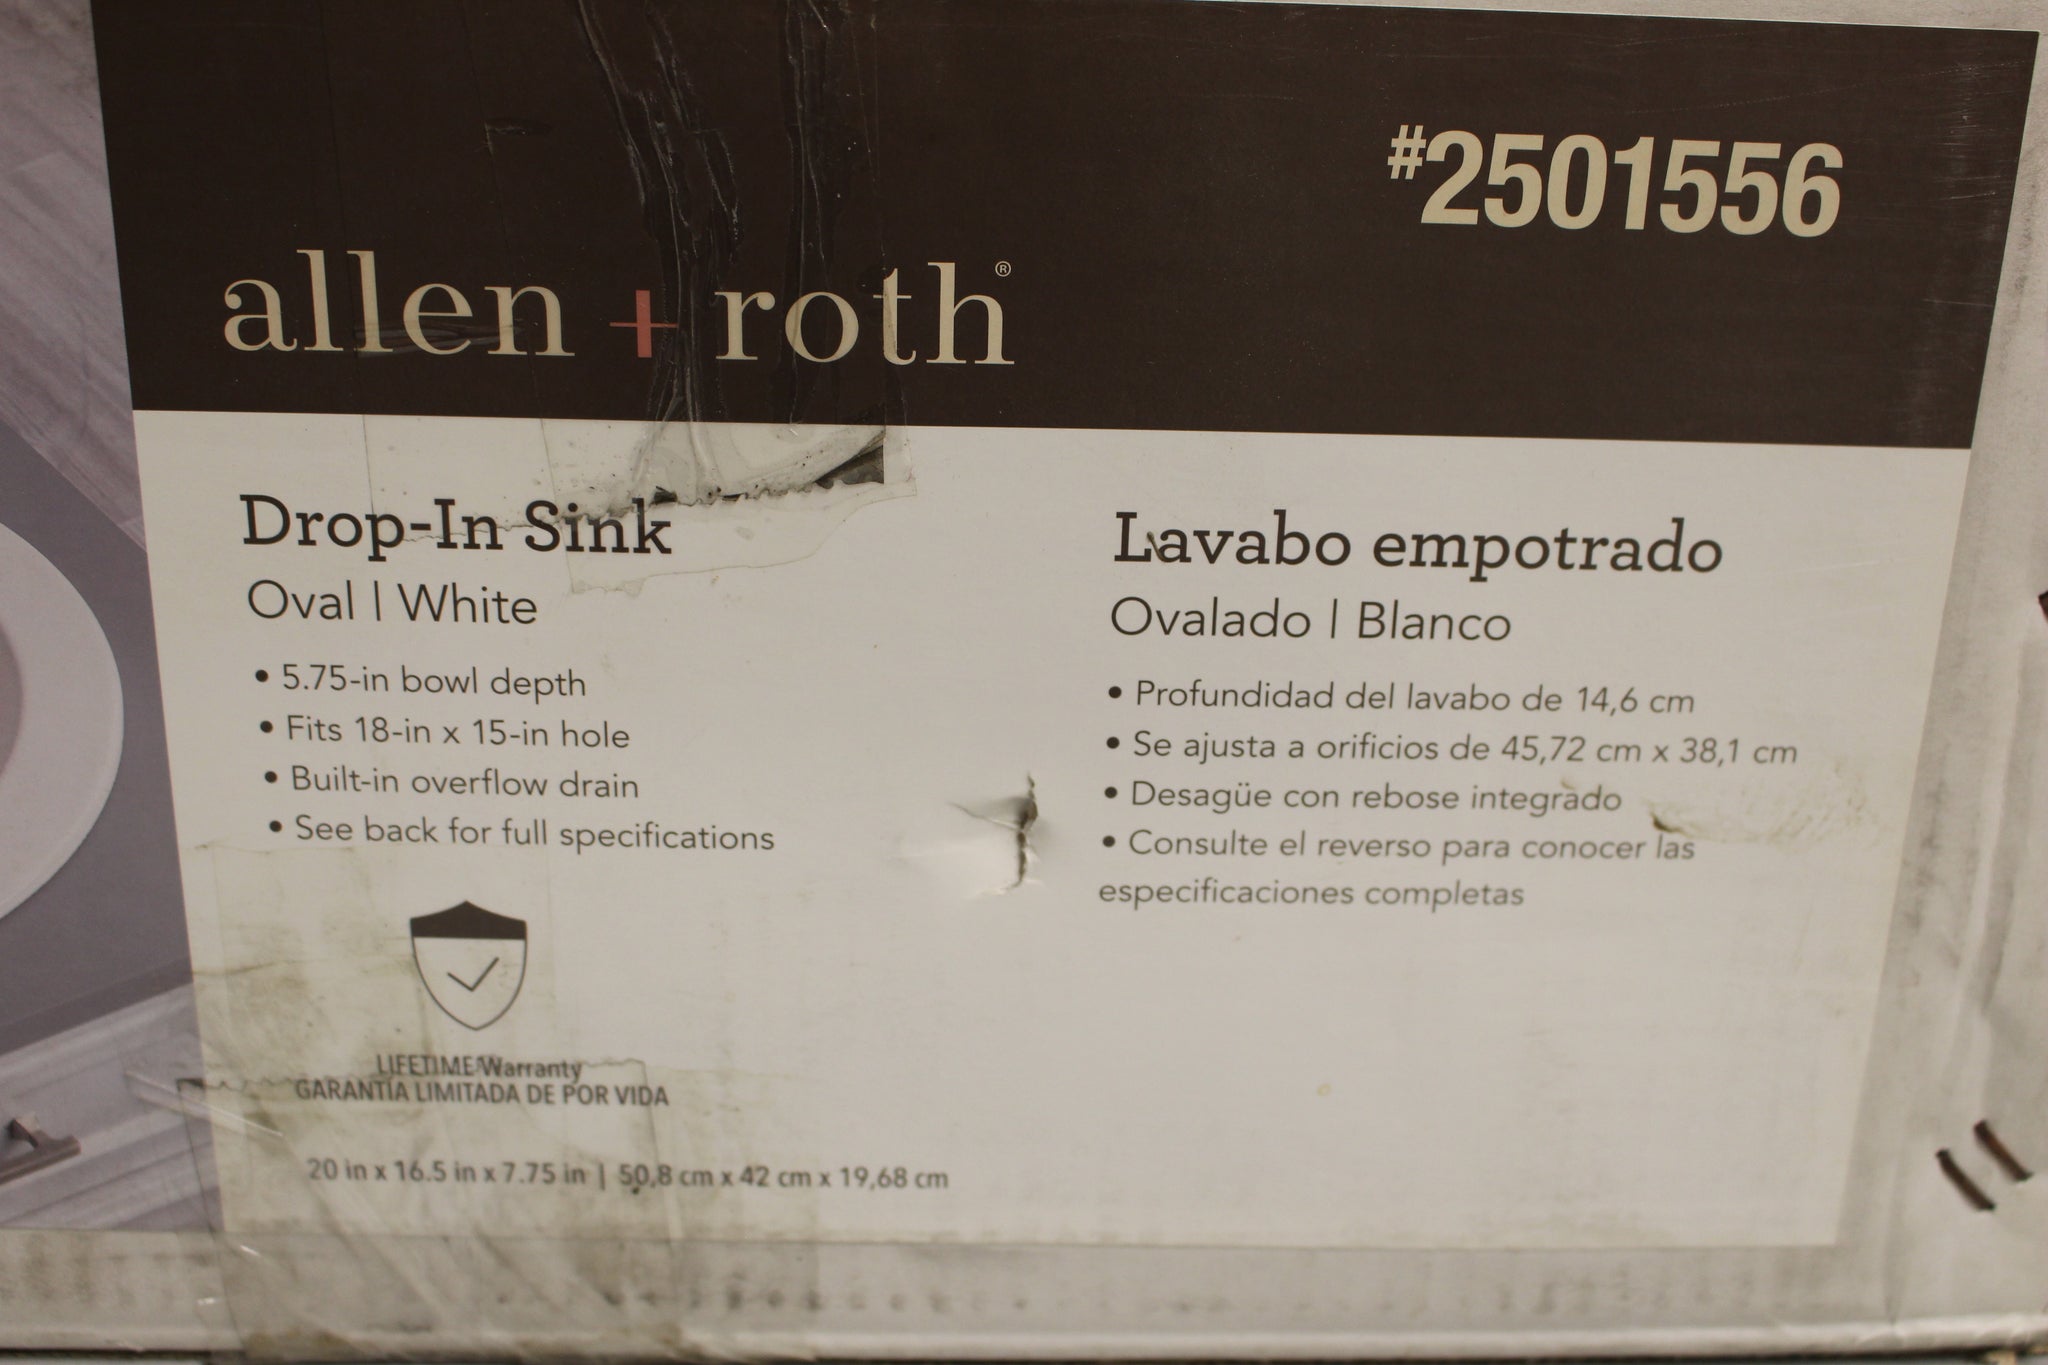 #2501556
allen + roth®
Drop-In Sink
Oval | White
• 5.75-in bowl depth
• Fits 18-in x 15-in hole
• Built-in overflow drain
• See back for full specifications
LIFETIME Warranty
GARANTÍA LIMITADA DE POR VIDA
20 in x 16.5 in x 7.75 in | 50,8 cm x 42 cm x 19,68 cm
Lavabo empotrado
Ovalado | Blanco
• Profundidad del lavabo de 14,6 cm
• Se ajusta a orificios de 45,72 cm x 38,1 cm
• Desagüe con rebose integrado
• Consulte el reverso para conocer las
especificaciones completas